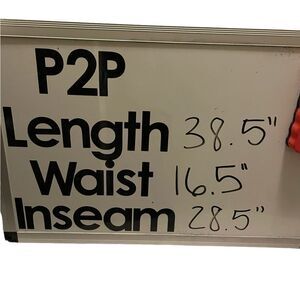 P2P
Length 38.5"
Waist 16.5"
Inseam 28.5"